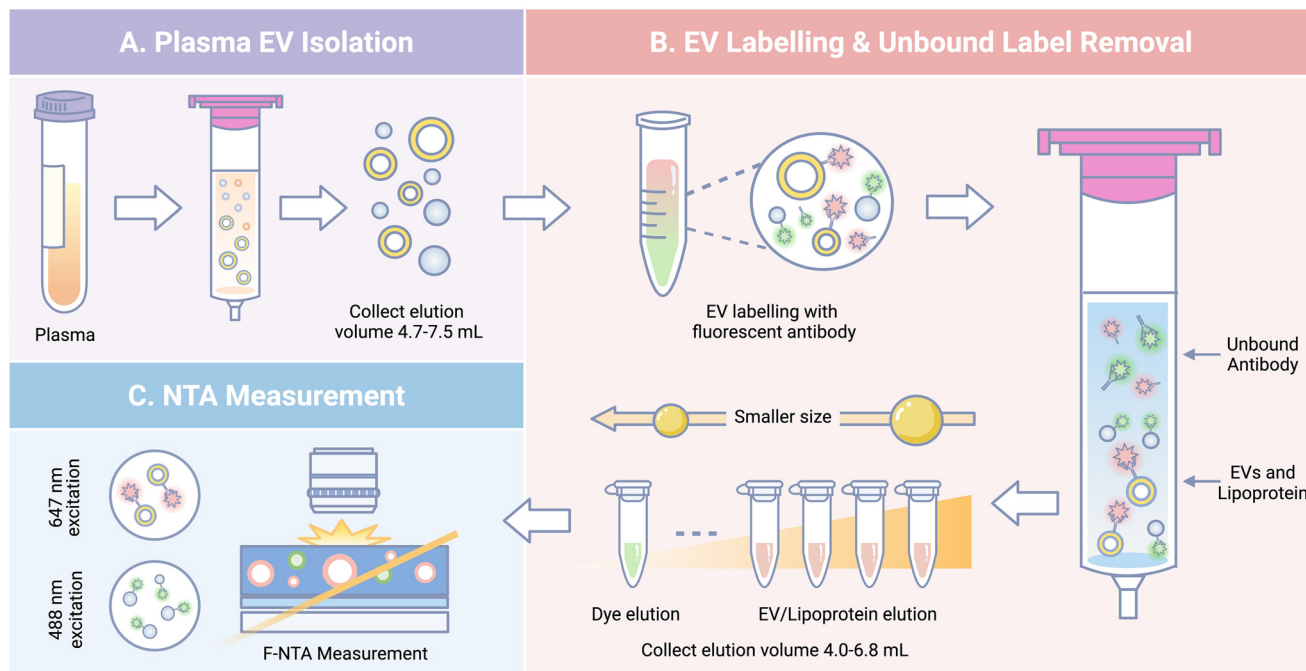 A. Plasma EV Isolation
Plasma
Collect elution
volume 4.7-7.5 mL
B. EV Labelling & Unbound Label Removal
EV labelling with
fluorescent antibody
Unbound
Antibody
EVs and
Lipoprotein
Smaller size
Dye elution
EV/Lipoprotein elution
Collect elution volume 4.0-6.8 mL
C. NTA Measurement
647 nm
excitation
488 nm
excitation
F-NTA Measurement